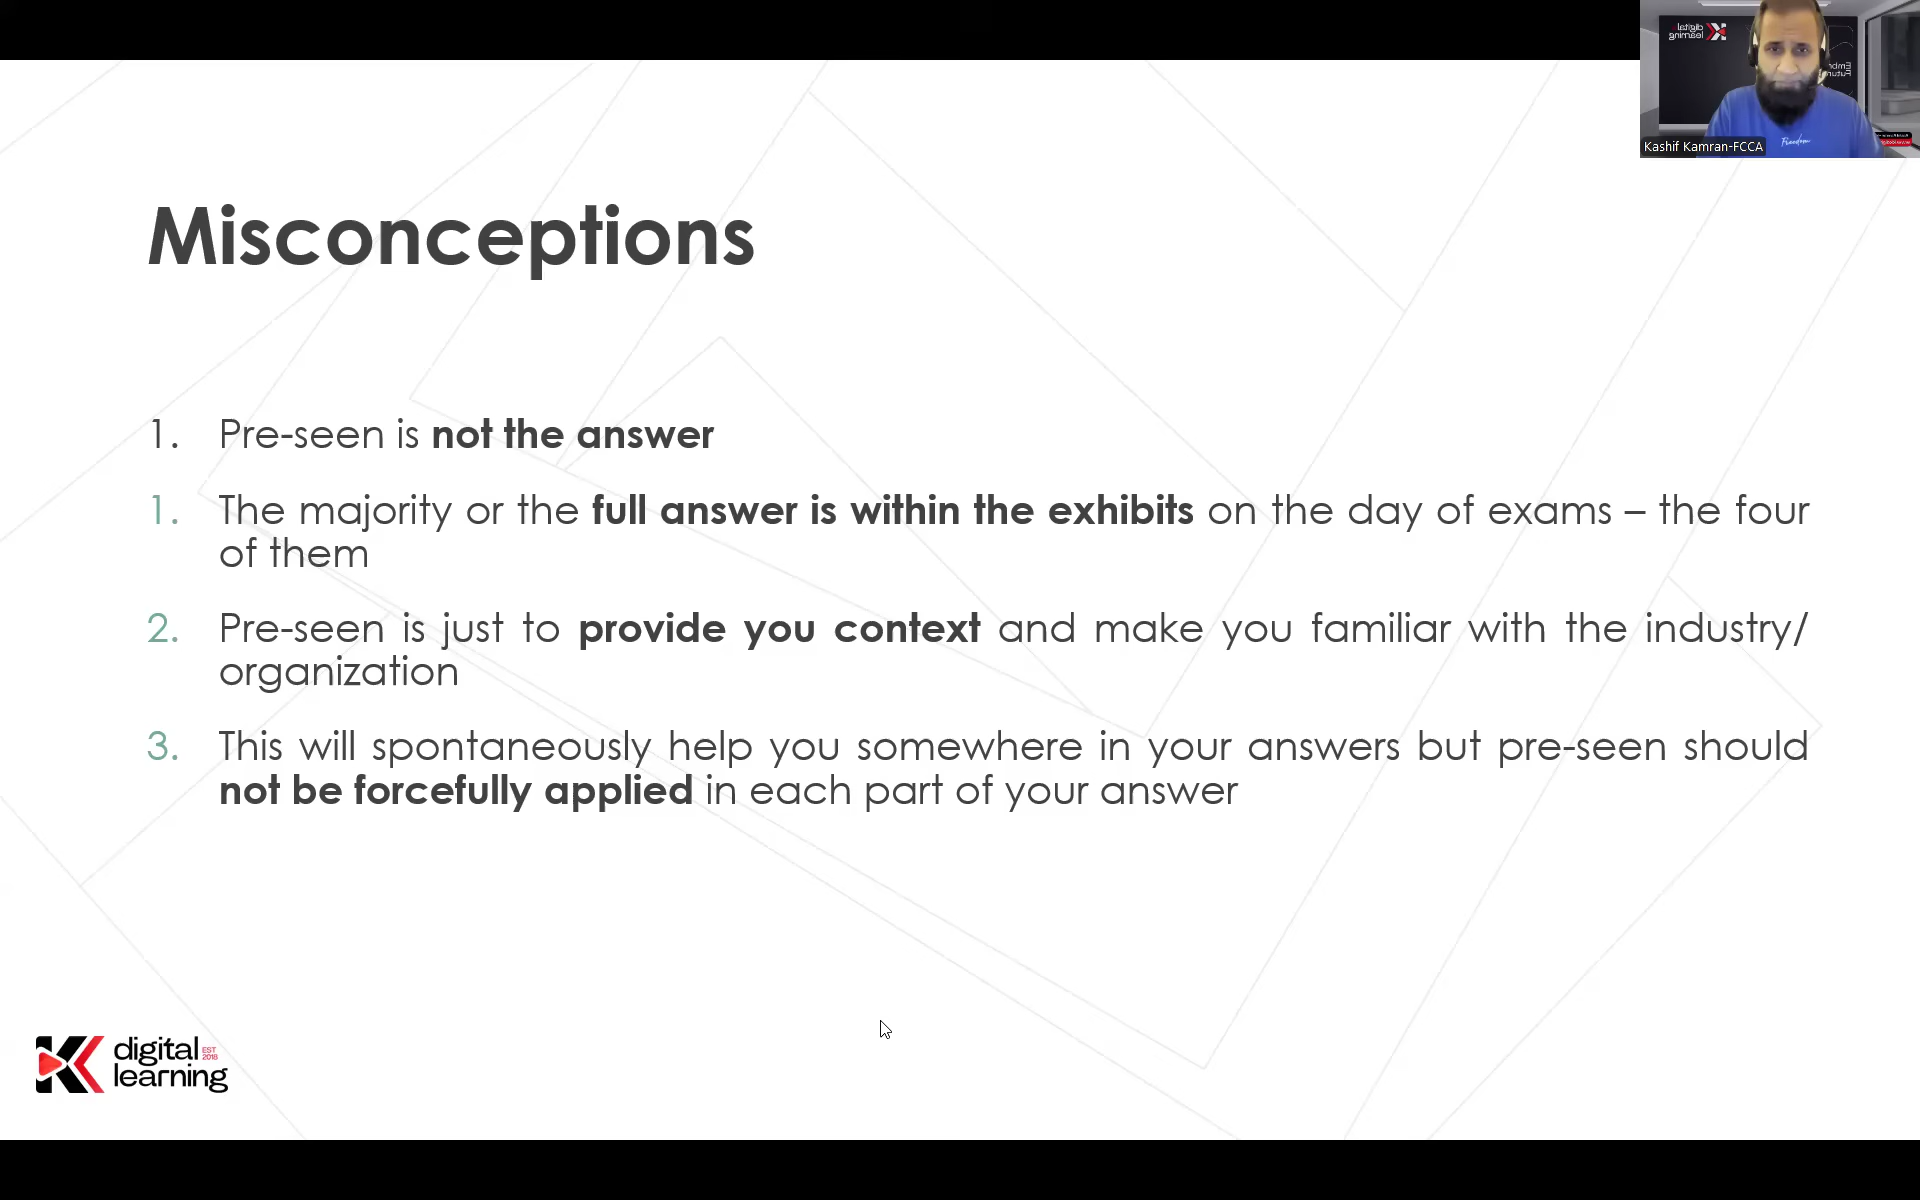 Kashif Kamran-FCCA
Freedom
Misconceptions
1. Pre-seen is not the answer
1. The majority or the full answer is within the exhibits on the day of exams – the four
of them
2. Pre-seen is just to provide you context and make you familiar with the industry/
organization
3. This will spontaneously help you somewhere in your answers but pre-seen should
not be forcefully applied in each part of your answer
digital EST 2018
learning